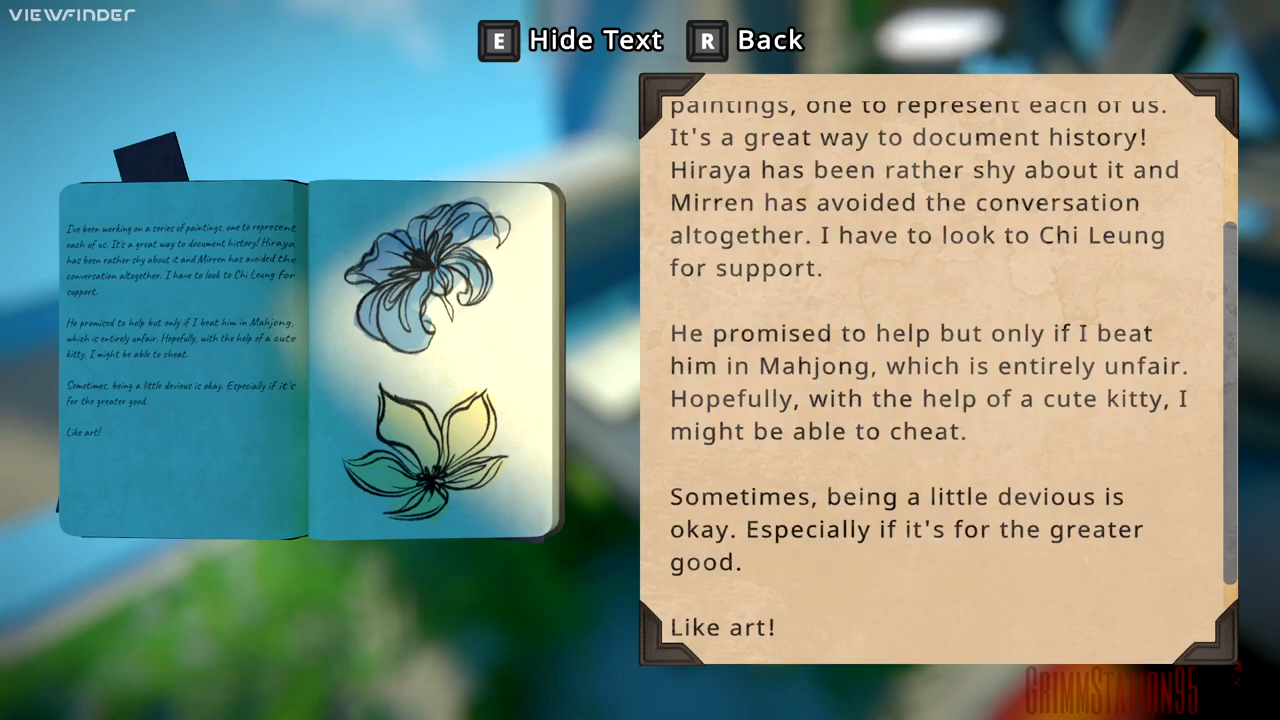 VIEWFINDER
E Hide Text R Back
I've been working on a series of paintings, one to represent
each of us. It's a great way to document history! Hiraya
has been rather shy about it and Mirren has avoided the
conversation altogether. I have to look to Chi Leung for
support.
He promised to help but only if I beat him in Mahjong,
which is entirely unfair. Hopefully, with the help of a cute
kitty, I might be able to cheat.
Sometimes, being a little devious is okay. Especially if it's
for the greater good.
Like art!
paintings, one to represent each of us.
It's a great way to document history!
Hiraya has been rather shy about it and
Mirren has avoided the conversation
altogether. I have to look to Chi Leung
for support.
He promised to help but only if I beat
him in Mahjong, which is entirely unfair.
Hopefully, with the help of a cute kitty, I
might be able to cheat.
Sometimes, being a little devious is
okay. Especially if it's for the greater
good.
Like art!
GrimmStation95